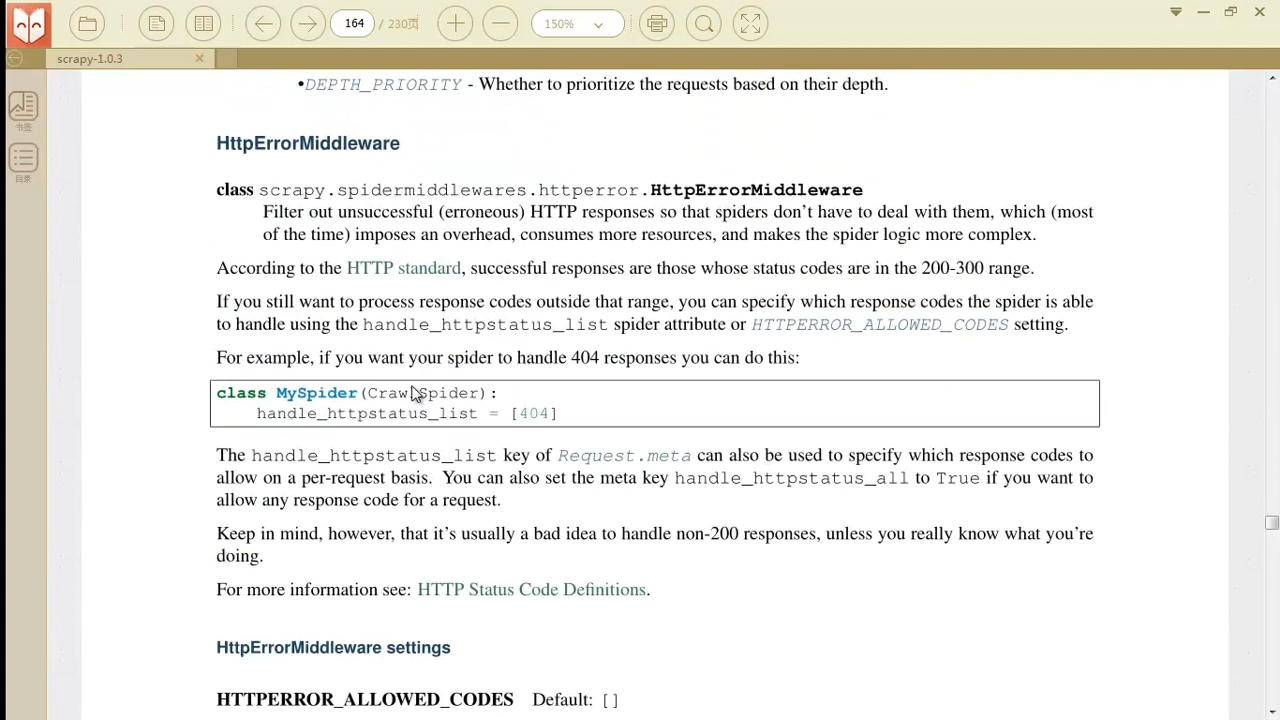 164 / 230页
150%
scrapy-1.0.3
书签
目录
•DEPTH_PRIORITY - Whether to prioritize the requests based on their depth.
HttpErrorMiddleware
class scrapy.spidermiddlewares.httperror.HttpErrorMiddleware
Filter out unsuccessful (erroneous) HTTP responses so that spiders don't have to deal with them, which (most
of the time) imposes an overhead, consumes more resources, and makes the spider logic more complex.
According to the HTTP standard, successful responses are those whose status codes are in the 200-300 range.
If you still want to process response codes outside that range, you can specify which response codes the spider is able
to handle using the handle_httpstatus_list spider attribute or HTTPERROR_ALLOWED_CODES setting.
For example, if you want your spider to handle 404 responses you can do this:
class MySpider(CrawlSpider):
handle_httpstatus_list = [404]
The handle_httpstatus_list key of Request.meta can also be used to specify which response codes to
allow on a per-request basis. You can also set the meta key handle_httpstatus_all to True if you want to
allow any response code for a request.
Keep in mind, however, that it's usually a bad idea to handle non-200 responses, unless you really know what you're
doing.
For more information see: HTTP Status Code Definitions.
HttpErrorMiddleware settings
HTTPERROR_ALLOWED_CODES Default: []